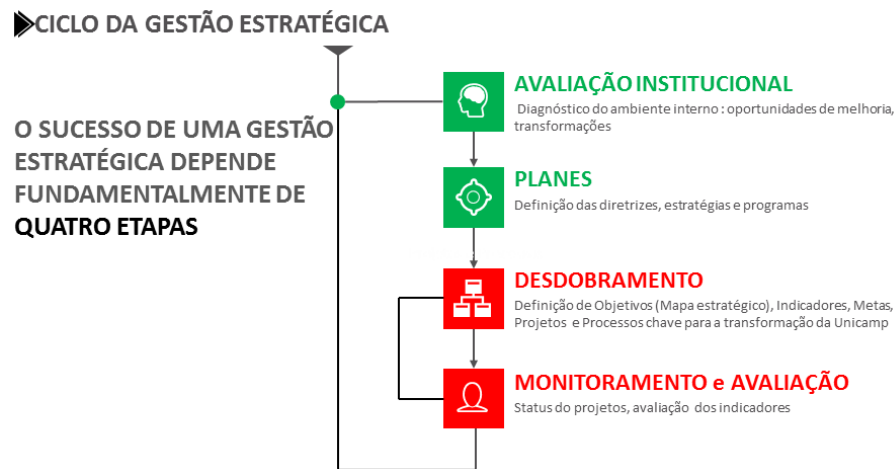 CICLO DA GESTÃO ESTRATÉGICA
O SUCESSO DE UMA GESTÃO
ESTRATÉGICA DEPENDE
FUNDAMENTALMENTE DE
QUATRO ETAPAS
AVALIAÇÃO INSTITUCIONAL
Diagnóstico do ambiente interno : oportunidades de melhoria,
transformações
PLANES
Definição das diretrizes, estratégias e programas
DESDOBRAMENTO
Definição de Objetivos (Mapa estratégico), Indicadores, Metas,
Projetos e Processos chave para a transformação da Unicamp
MONITORAMENTO e AVALIAÇÃO
Status do projetos, avaliação dos indicadores